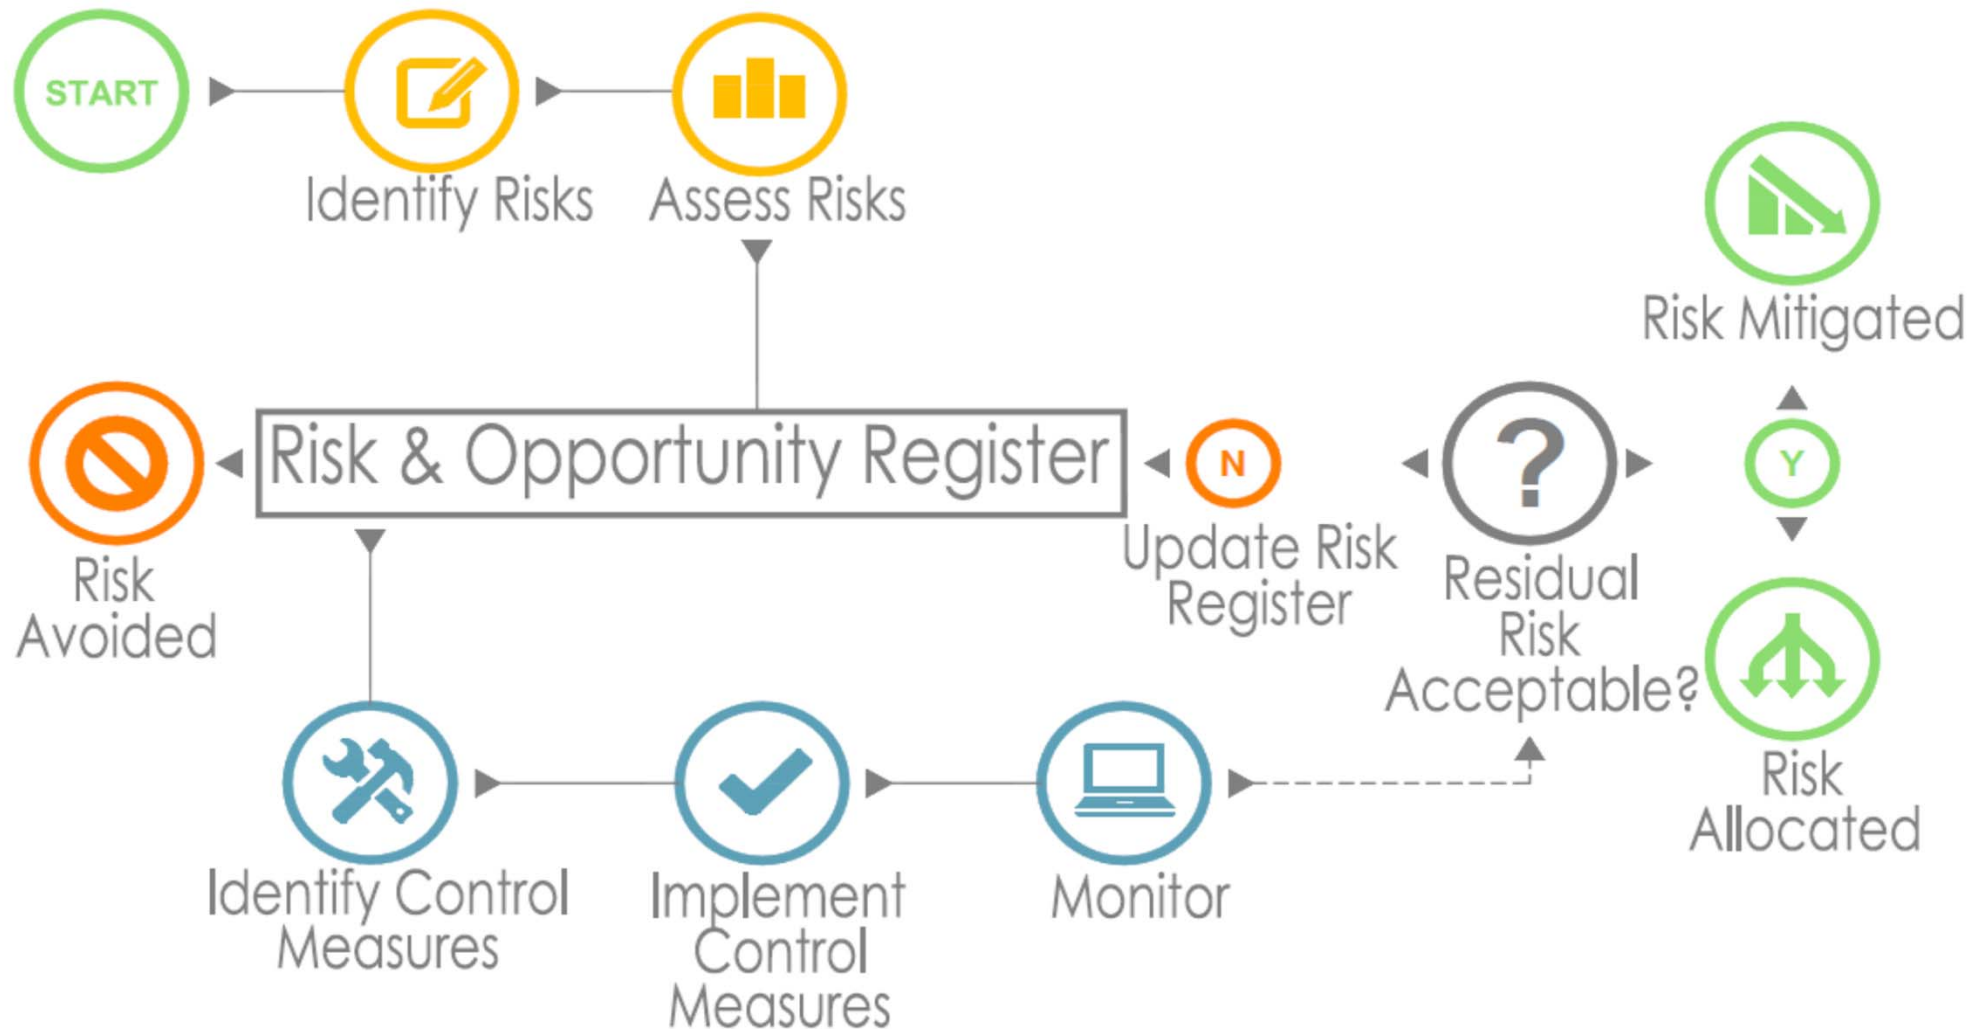 START
Identify Risks
Assess Risks
Risk Mitigated
Risk & Opportunity Register
N
?
Y
Risk
Avoided
Update Risk
Register
Residual
Risk
Acceptable?
Risk
Allocated
Identify Control
Measures
Implement
Control
Measures
Monitor